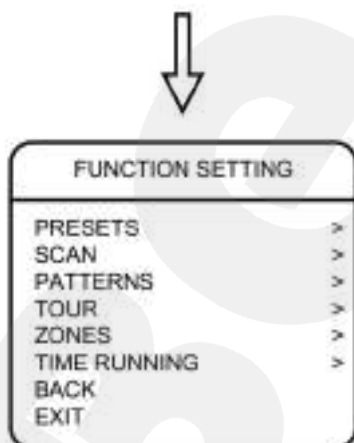 FUNCTION SETTING
PRESETS >
SCAN >
PATTERNS >
TOUR >
ZONES >
TIME RUNNING >
BACK
EXIT